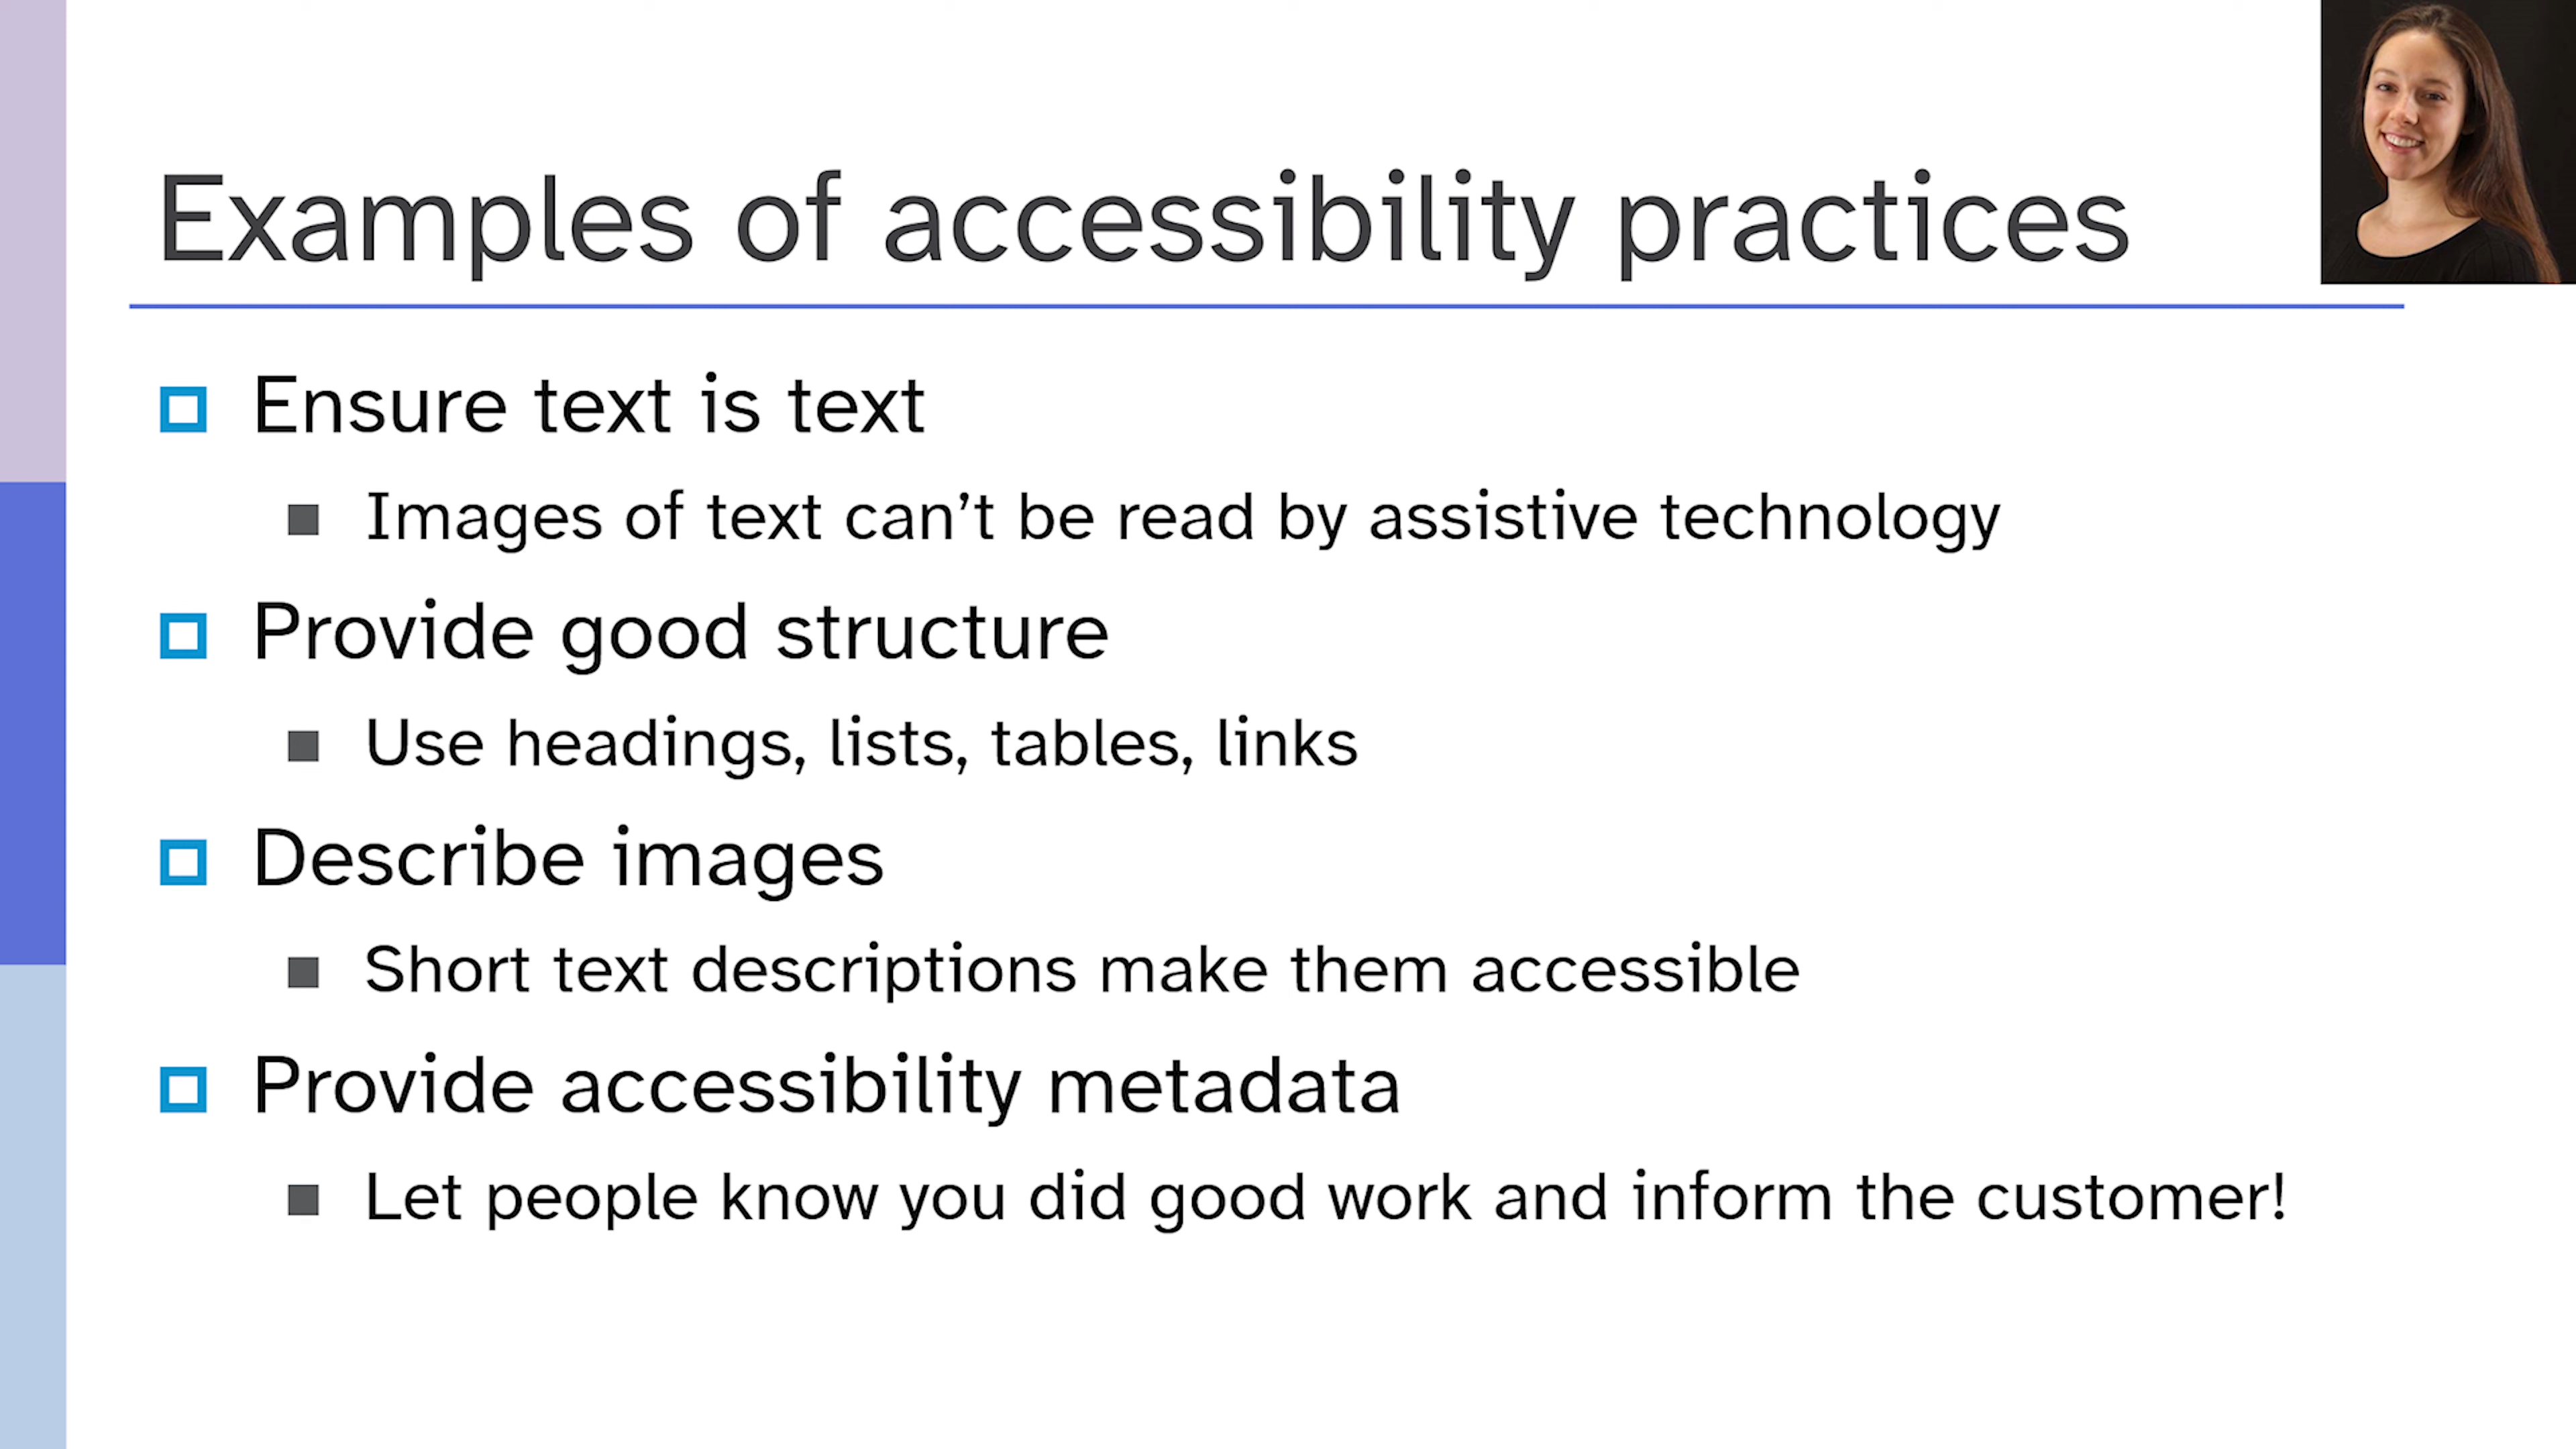 Examples of accessibility practices
Ensure text is text
Images of text can’t be read by assistive technology
Provide good structure
Use headings, lists, tables, links
Describe images
Short text descriptions make them accessible
Provide accessibility metadata
Let people know you did good work and inform the customer!